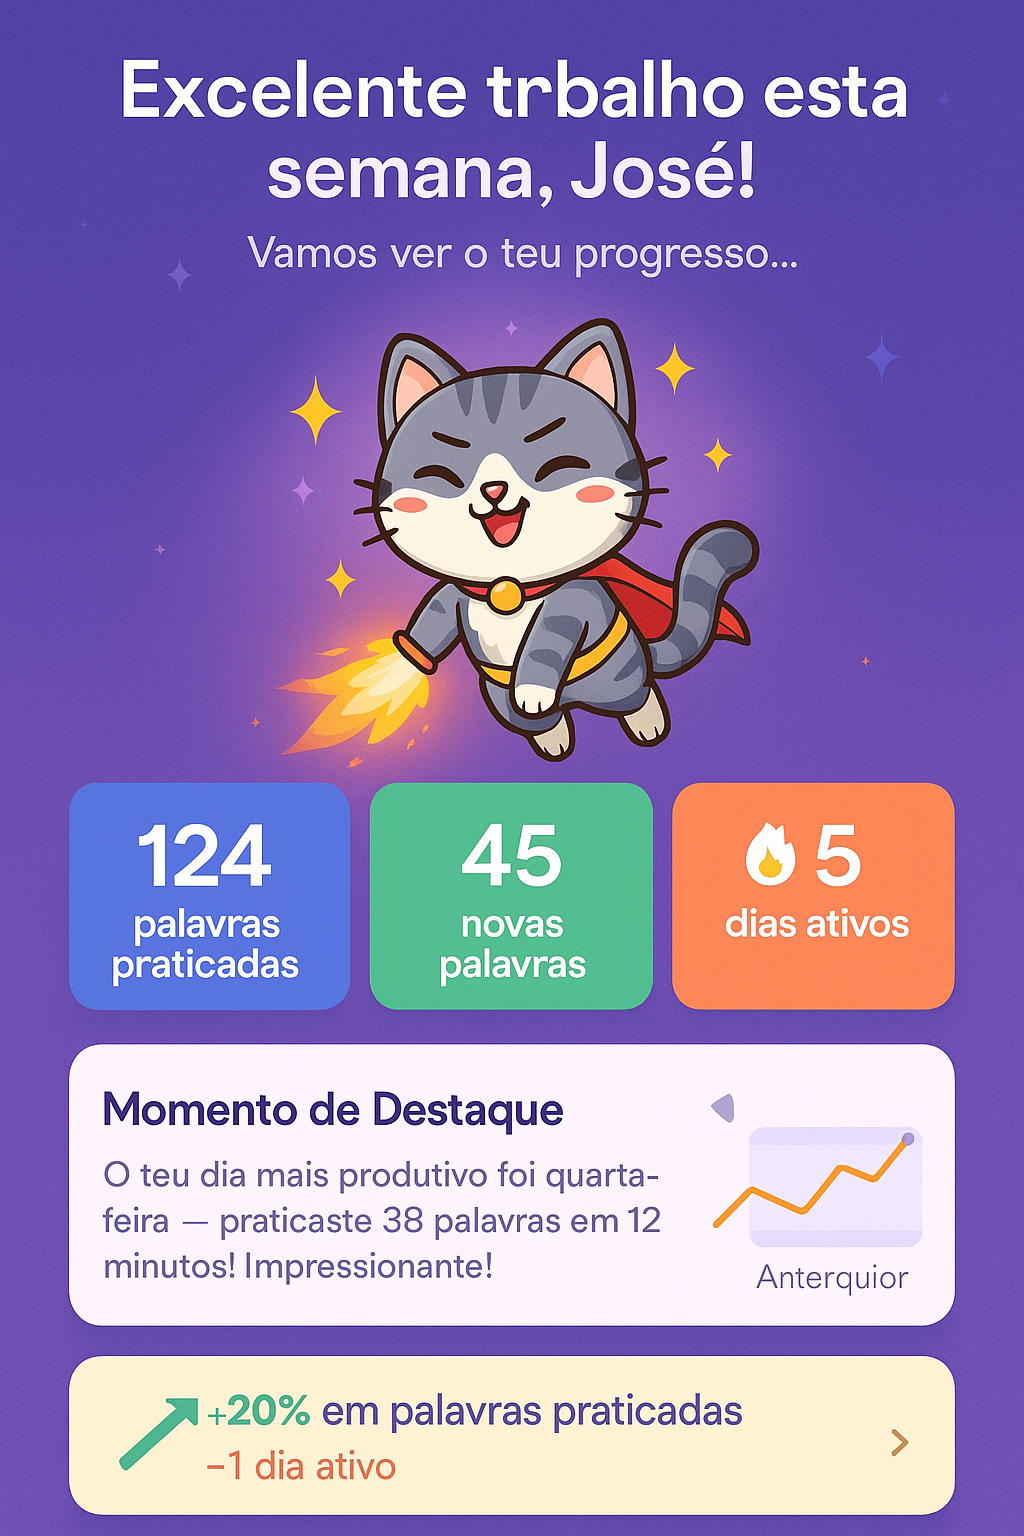 Excelente trbalho esta
semana, José!
Vamos ver o teu progresso...
124
palavras
praticadas
45
novas
palavras
5
dias ativos
Momento de Destaque
O teu dia mais produtivo foi quarta-
feira — praticaste 38 palavras em 12
minutos! Impressionante!
Anterquior
+20% em palavras praticadas
−1 dia ativo